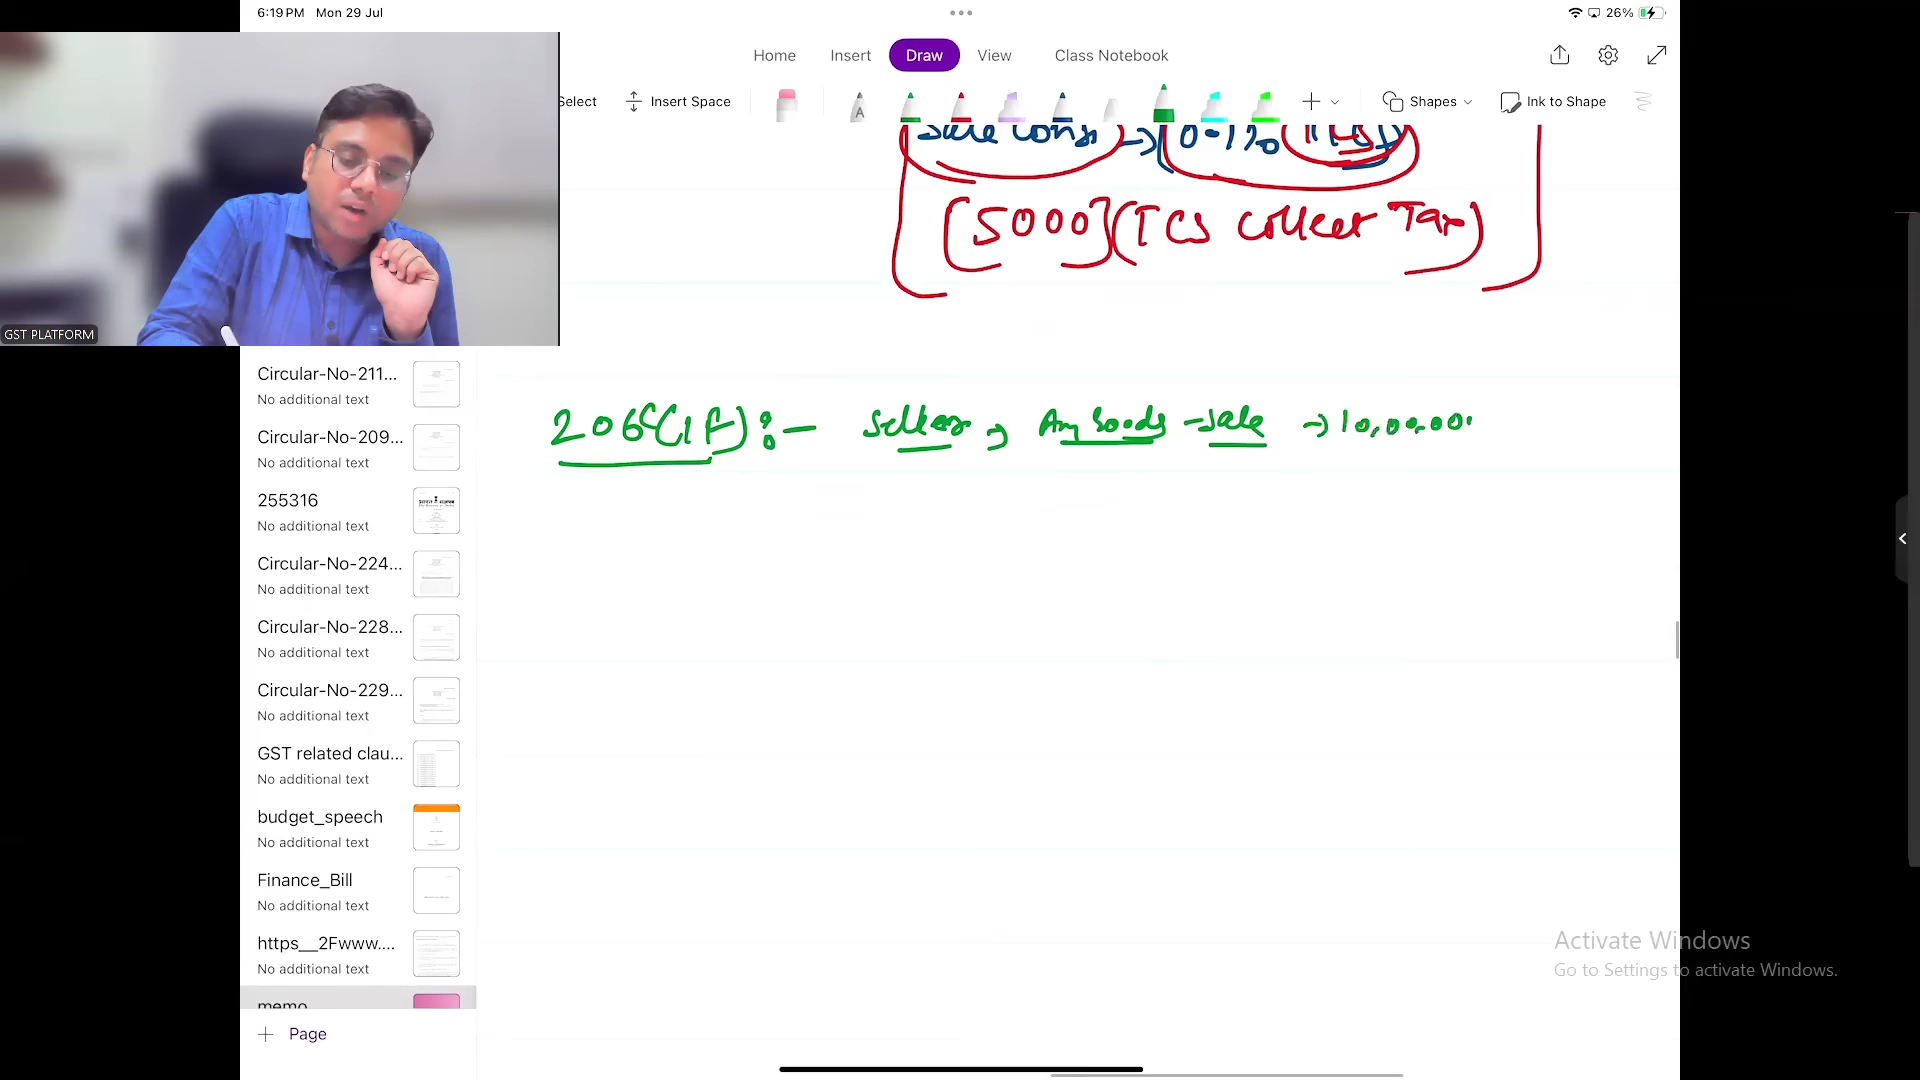 6:19 PM Mon 29 Jul
26%
Home Insert Draw View Class Notebook
Select Insert Space Shapes Ink to Shape
Sale Cons → (0.1% TCS)
[5000] (TCS Collect Tax)
GST PLATFORM
206C(1F):- Seller → Any Goods - Sale → 10,00,000
Circular-No-211...
No additional text
Circular-No-209...
No additional text
255316
No additional text
Circular-No-224...
No additional text
Circular-No-228...
No additional text
Circular-No-229...
No additional text
GST related clau...
No additional text
budget_speech
No additional text
Finance_Bill
No additional text
https__2Fwww....
No additional text
memo
Page
Activate Windows
Go to Settings to activate Windows.